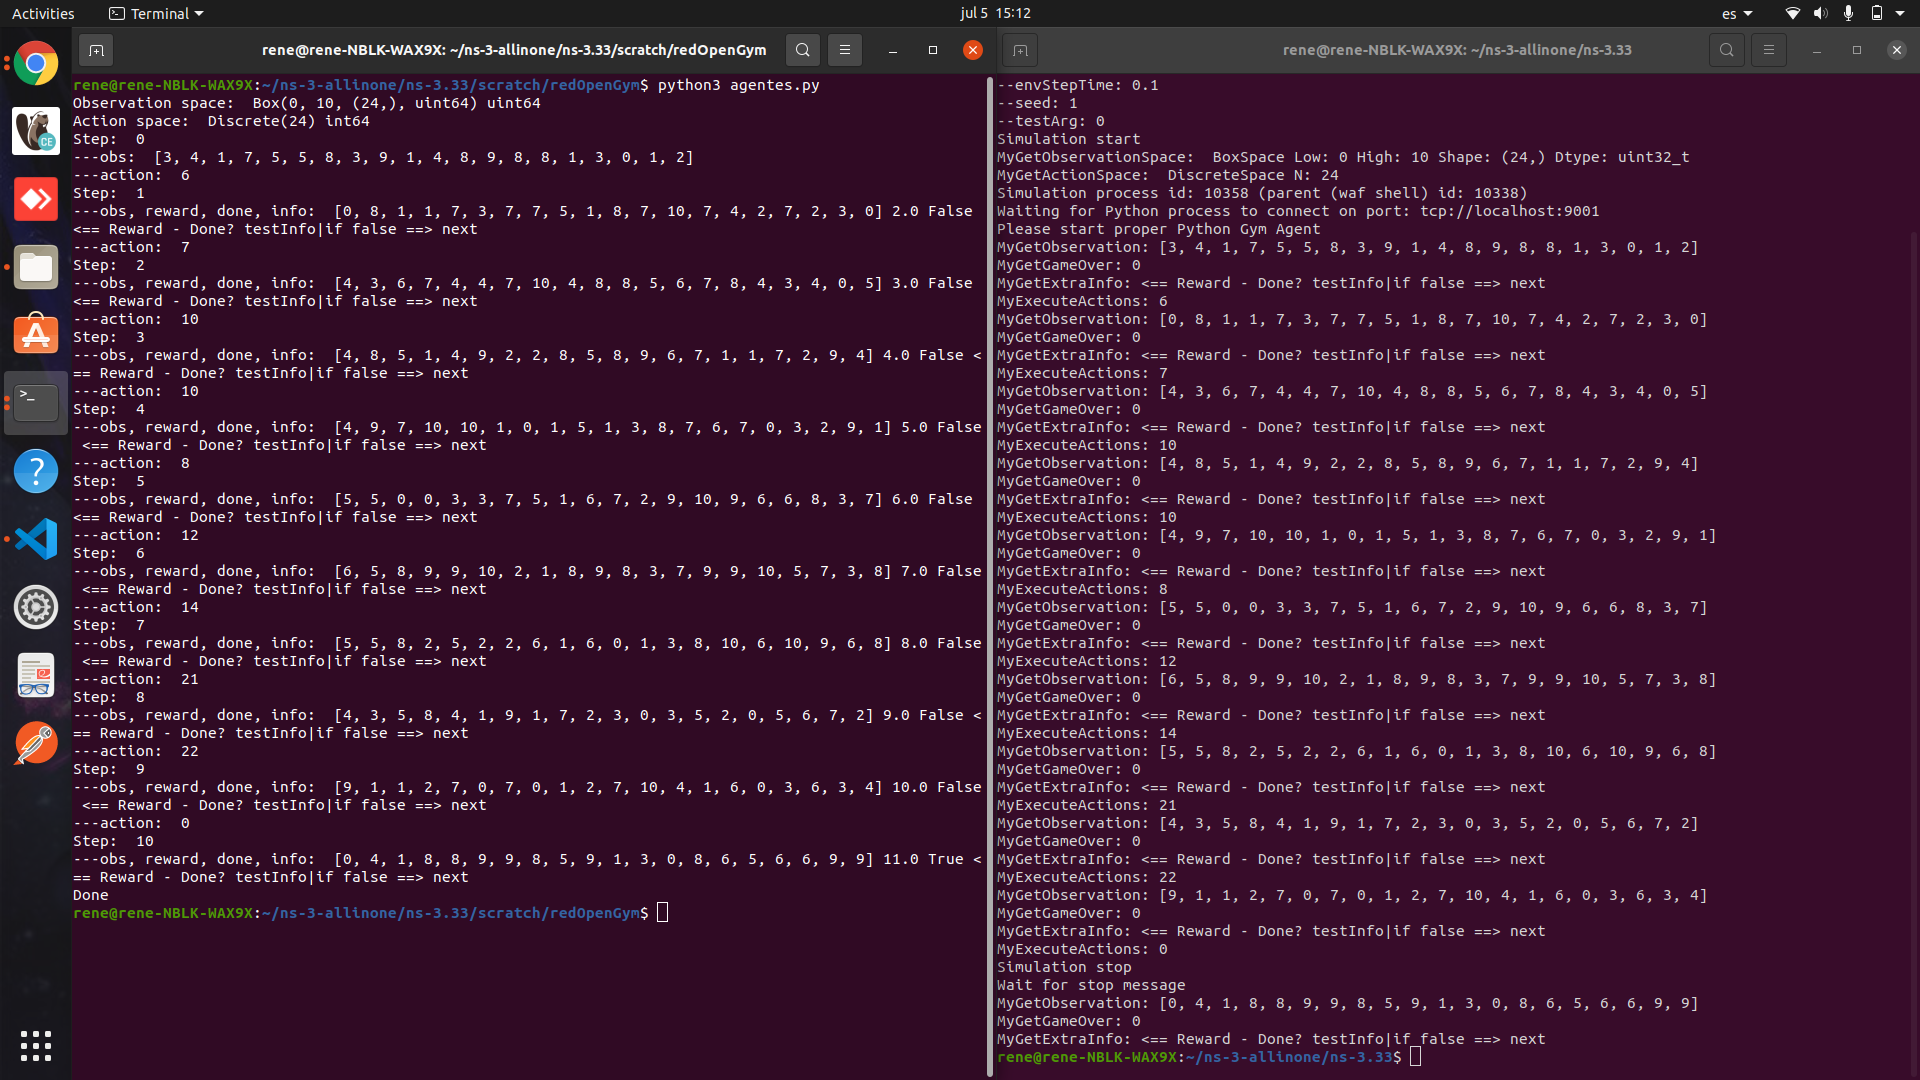 Activities
Terminal
jul 5  15:12
es
rene@rene-NBLK-WAX9X: ~/ns-3-allinone/ns-3.33/scratch/redOpenGym
rene@rene-NBLK-WAX9X:~/ns-3-allinone/ns-3.33/scratch/redOpenGym$ python3 agentes.py
Observation space:  Box(0, 10, (24,), uint64) uint64
Action space:  Discrete(24) int64
Step:  0
---obs:  [3, 4, 1, 7, 5, 5, 8, 3, 9, 1, 4, 8, 9, 8, 8, 1, 3, 0, 1, 2]
---action:  6
Step:  1
---obs, reward, done, info:  [0, 8, 1, 1, 7, 3, 7, 7, 5, 1, 8, 7, 10, 7, 4, 2, 7, 2, 3, 0] 2.0 False
<== Reward - Done? testInfo|if false ==> next
---action:  7
Step:  2
---obs, reward, done, info:  [4, 3, 6, 7, 4, 4, 7, 10, 4, 8, 8, 5, 6, 7, 8, 4, 3, 4, 0, 5] 3.0 False
<== Reward - Done? testInfo|if false ==> next
---action:  10
Step:  3
---obs, reward, done, info:  [4, 8, 5, 1, 4, 9, 2, 2, 8, 5, 8, 9, 6, 7, 1, 1, 7, 2, 9, 4] 4.0 False <
== Reward - Done? testInfo|if false ==> next
---action:  10
Step:  4
---obs, reward, done, info:  [4, 9, 7, 10, 10, 1, 0, 1, 5, 1, 3, 8, 7, 6, 7, 0, 3, 2, 9, 1] 5.0 False
 <== Reward - Done? testInfo|if false ==> next
---action:  8
Step:  5
---obs, reward, done, info:  [5, 5, 0, 0, 3, 3, 7, 5, 1, 6, 7, 2, 9, 10, 9, 6, 6, 8, 3, 7] 6.0 False
<== Reward - Done? testInfo|if false ==> next
---action:  12
Step:  6
---obs, reward, done, info:  [6, 5, 8, 9, 9, 10, 2, 1, 8, 9, 8, 3, 7, 9, 9, 10, 5, 7, 3, 8] 7.0 False
 <== Reward - Done? testInfo|if false ==> next
---action:  14
Step:  7
---obs, reward, done, info:  [5, 5, 8, 2, 5, 2, 2, 6, 1, 6, 0, 1, 3, 8, 10, 6, 10, 9, 6, 8] 8.0 False
 <== Reward - Done? testInfo|if false ==> next
---action:  21
Step:  8
---obs, reward, done, info:  [4, 3, 5, 8, 4, 1, 9, 1, 7, 2, 3, 0, 3, 5, 2, 0, 5, 6, 7, 2] 9.0 False <
== Reward - Done? testInfo|if false ==> next
---action:  22
Step:  9
---obs, reward, done, info:  [9, 1, 1, 2, 7, 0, 7, 0, 1, 2, 7, 10, 4, 1, 6, 0, 3, 6, 3, 4] 10.0 False
 <== Reward - Done? testInfo|if false ==> next
---action:  0
Step:  10
---obs, reward, done, info:  [0, 4, 1, 8, 8, 9, 9, 8, 5, 9, 1, 3, 0, 8, 6, 5, 6, 6, 9, 9] 11.0 True <
== Reward - Done? testInfo|if false ==> next
Done
rene@rene-NBLK-WAX9X:~/ns-3-allinone/ns-3.33/scratch/redOpenGym$
rene@rene-NBLK-WAX9X: ~/ns-3-allinone/ns-3.33
--envStepTime: 0.1
--seed: 1
--testArg: 0
Simulation start
MyGetObservationSpace:  BoxSpace Low: 0 High: 10 Shape: (24,) Dtype: uint32_t
MyGetActionSpace:  DiscreteSpace N: 24
Simulation process id: 10358 (parent (waf shell) id: 10338)
Waiting for Python process to connect on port: tcp://localhost:9001
Please start proper Python Gym Agent
MyGetObservation: [3, 4, 1, 7, 5, 5, 8, 3, 9, 1, 4, 8, 9, 8, 8, 1, 3, 0, 1, 2]
MyGetGameOver: 0
MyGetExtraInfo: <== Reward - Done? testInfo|if false ==> next
MyExecuteActions: 6
MyGetObservation: [0, 8, 1, 1, 7, 3, 7, 7, 5, 1, 8, 7, 10, 7, 4, 2, 7, 2, 3, 0]
MyGetGameOver: 0
MyGetExtraInfo: <== Reward - Done? testInfo|if false ==> next
MyExecuteActions: 7
MyGetObservation: [4, 3, 6, 7, 4, 4, 7, 10, 4, 8, 8, 5, 6, 7, 8, 4, 3, 4, 0, 5]
MyGetGameOver: 0
MyGetExtraInfo: <== Reward - Done? testInfo|if false ==> next
MyExecuteActions: 10
MyGetObservation: [4, 8, 5, 1, 4, 9, 2, 2, 8, 5, 8, 9, 6, 7, 1, 1, 7, 2, 9, 4]
MyGetGameOver: 0
MyGetExtraInfo: <== Reward - Done? testInfo|if false ==> next
MyExecuteActions: 10
MyGetObservation: [4, 9, 7, 10, 10, 1, 0, 1, 5, 1, 3, 8, 7, 6, 7, 0, 3, 2, 9, 1]
MyGetGameOver: 0
MyGetExtraInfo: <== Reward - Done? testInfo|if false ==> next
MyExecuteActions: 8
MyGetObservation: [5, 5, 0, 0, 3, 3, 7, 5, 1, 6, 7, 2, 9, 10, 9, 6, 6, 8, 3, 7]
MyGetGameOver: 0
MyGetExtraInfo: <== Reward - Done? testInfo|if false ==> next
MyExecuteActions: 12
MyGetObservation: [6, 5, 8, 9, 9, 10, 2, 1, 8, 9, 8, 3, 7, 9, 9, 10, 5, 7, 3, 8]
MyGetGameOver: 0
MyGetExtraInfo: <== Reward - Done? testInfo|if false ==> next
MyExecuteActions: 14
MyGetObservation: [5, 5, 8, 2, 5, 2, 2, 6, 1, 6, 0, 1, 3, 8, 10, 6, 10, 9, 6, 8]
MyGetGameOver: 0
MyGetExtraInfo: <== Reward - Done? testInfo|if false ==> next
MyExecuteActions: 21
MyGetObservation: [4, 3, 5, 8, 4, 1, 9, 1, 7, 2, 3, 0, 3, 5, 2, 0, 5, 6, 7, 2]
MyGetGameOver: 0
MyGetExtraInfo: <== Reward - Done? testInfo|if false ==> next
MyExecuteActions: 22
MyGetObservation: [9, 1, 1, 2, 7, 0, 7, 0, 1, 2, 7, 10, 4, 1, 6, 0, 3, 6, 3, 4]
MyGetGameOver: 0
MyGetExtraInfo: <== Reward - Done? testInfo|if false ==> next
MyExecuteActions: 0
Simulation stop
Wait for stop message
MyGetObservation: [0, 4, 1, 8, 8, 9, 9, 8, 5, 9, 1, 3, 0, 8, 6, 5, 6, 6, 9, 9]
MyGetGameOver: 0
MyGetExtraInfo: <== Reward - Done? testInfo|if false ==> next
rene@rene-NBLK-WAX9X:~/ns-3-allinone/ns-3.33$